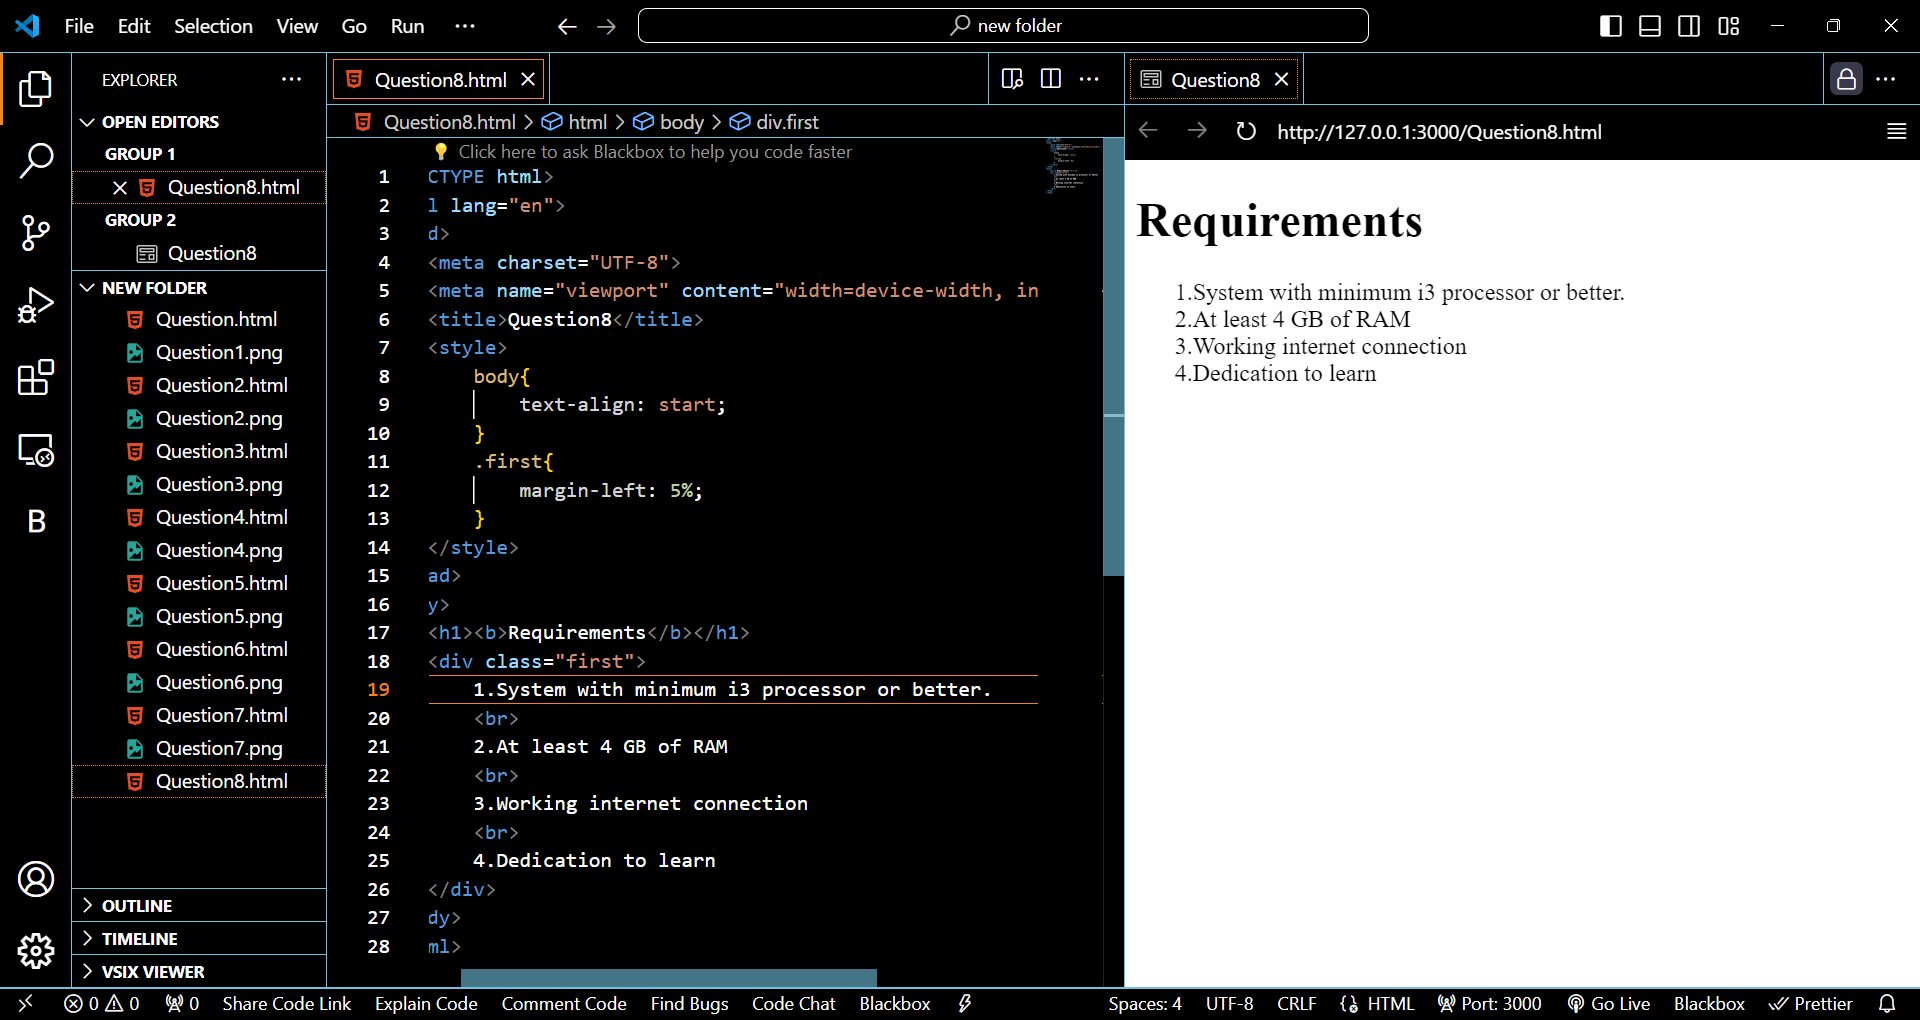 File Edit Selection View Go Run ···
new folder
EXPLORER ···
OPEN EDITORS
GROUP 1
Question8.html
GROUP 2
Question8
NEW FOLDER
Question.html
Question1.png
Question2.html
Question2.png
Question3.html
Question3.png
Question4.html
Question4.png
Question5.html
Question5.png
Question6.html
Question6.png
Question7.html
Question7.png
Question8.html
OUTLINE
TIMELINE
VSIX VIEWER
B
Question8.html
Question8.html > html > body > div.first
Click here to ask Blackbox to help you code faster
1 CTYPE html>
2 l lang="en">
3 d>
4 <meta charset="UTF-8">
5 <meta name="viewport" content="width=device-width, in
6 <title>Question8</title>
7 <style>
8 body{
9 text-align: start;
10 }
11 .first{
12 margin-left: 5%;
13 }
14 </style>
15 ad>
16 y>
17 <h1><b>Requirements</b></h1>
18 <div class="first">
19 1.System with minimum i3 processor or better.
20 <br>
21 2.At least 4 GB of RAM
22 <br>
23 3.Working internet connection
24 <br>
25 4.Dedication to learn
26 </div>
27 dy>
28 ml>
Question8
http://127.0.0.1:3000/Question8.html
Requirements
1.System with minimum i3 processor or better.
2.At least 4 GB of RAM
3.Working internet connection
4.Dedication to learn
0 0 0 Share Code Link Explain Code Comment Code Find Bugs Code Chat Blackbox Spaces: 4 UTF-8 CRLF HTML Port: 3000 Go Live Blackbox Prettier